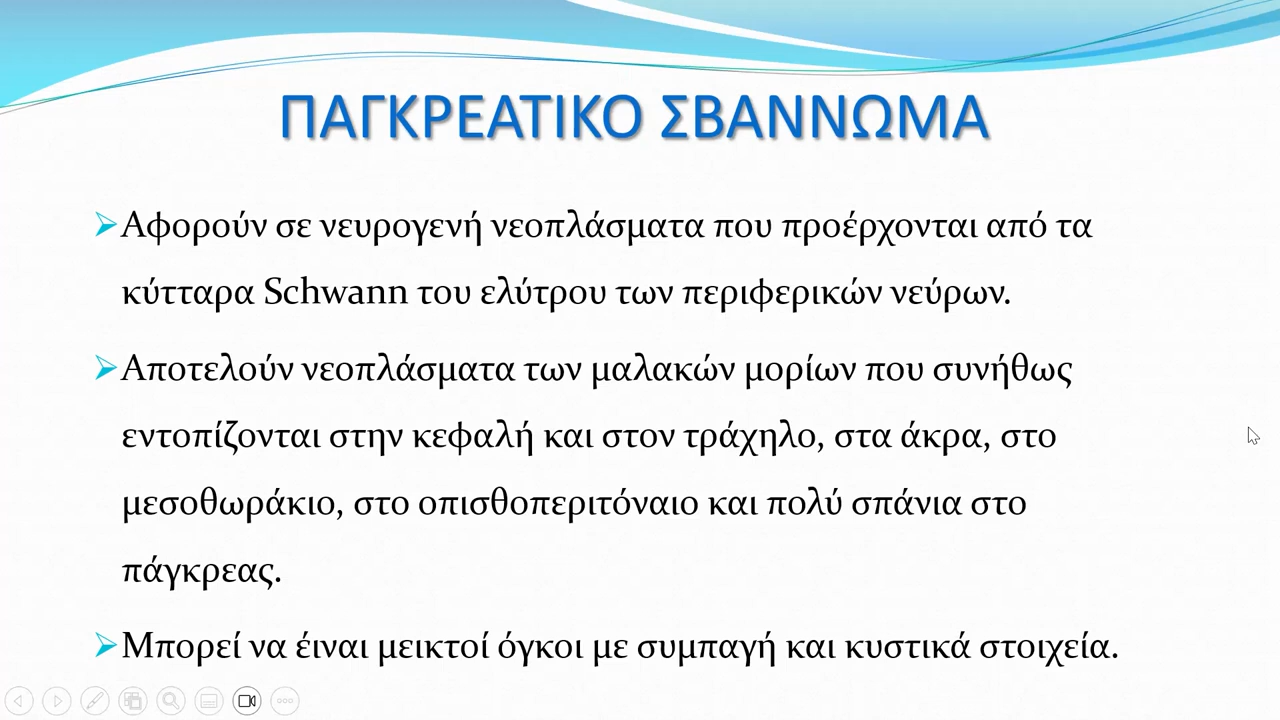 ΠΑΓΚΡΕΑΤΙΚΟ ΣΒΑΝΝΩΜΑ
Αφορούν σε νευρογενή νεοπλάσματα που προέρχονται από τα
κύτταρα Schwann του ελύτρου των περιφερικών νεύρων.
Αποτελούν νεοπλάσματα των μαλακών μορίων που συνήθως
εντοπίζονται στην κεφαλή και στον τράχηλο, στα άκρα, στο
μεσοθωράκιο, στο οπισθοπεριτόναιο και πολύ σπάνια στο
πάγκρεας.
Μπορεί να έιναι μεικτοί όγκοι με συμπαγή και κυστικά στοιχεία.